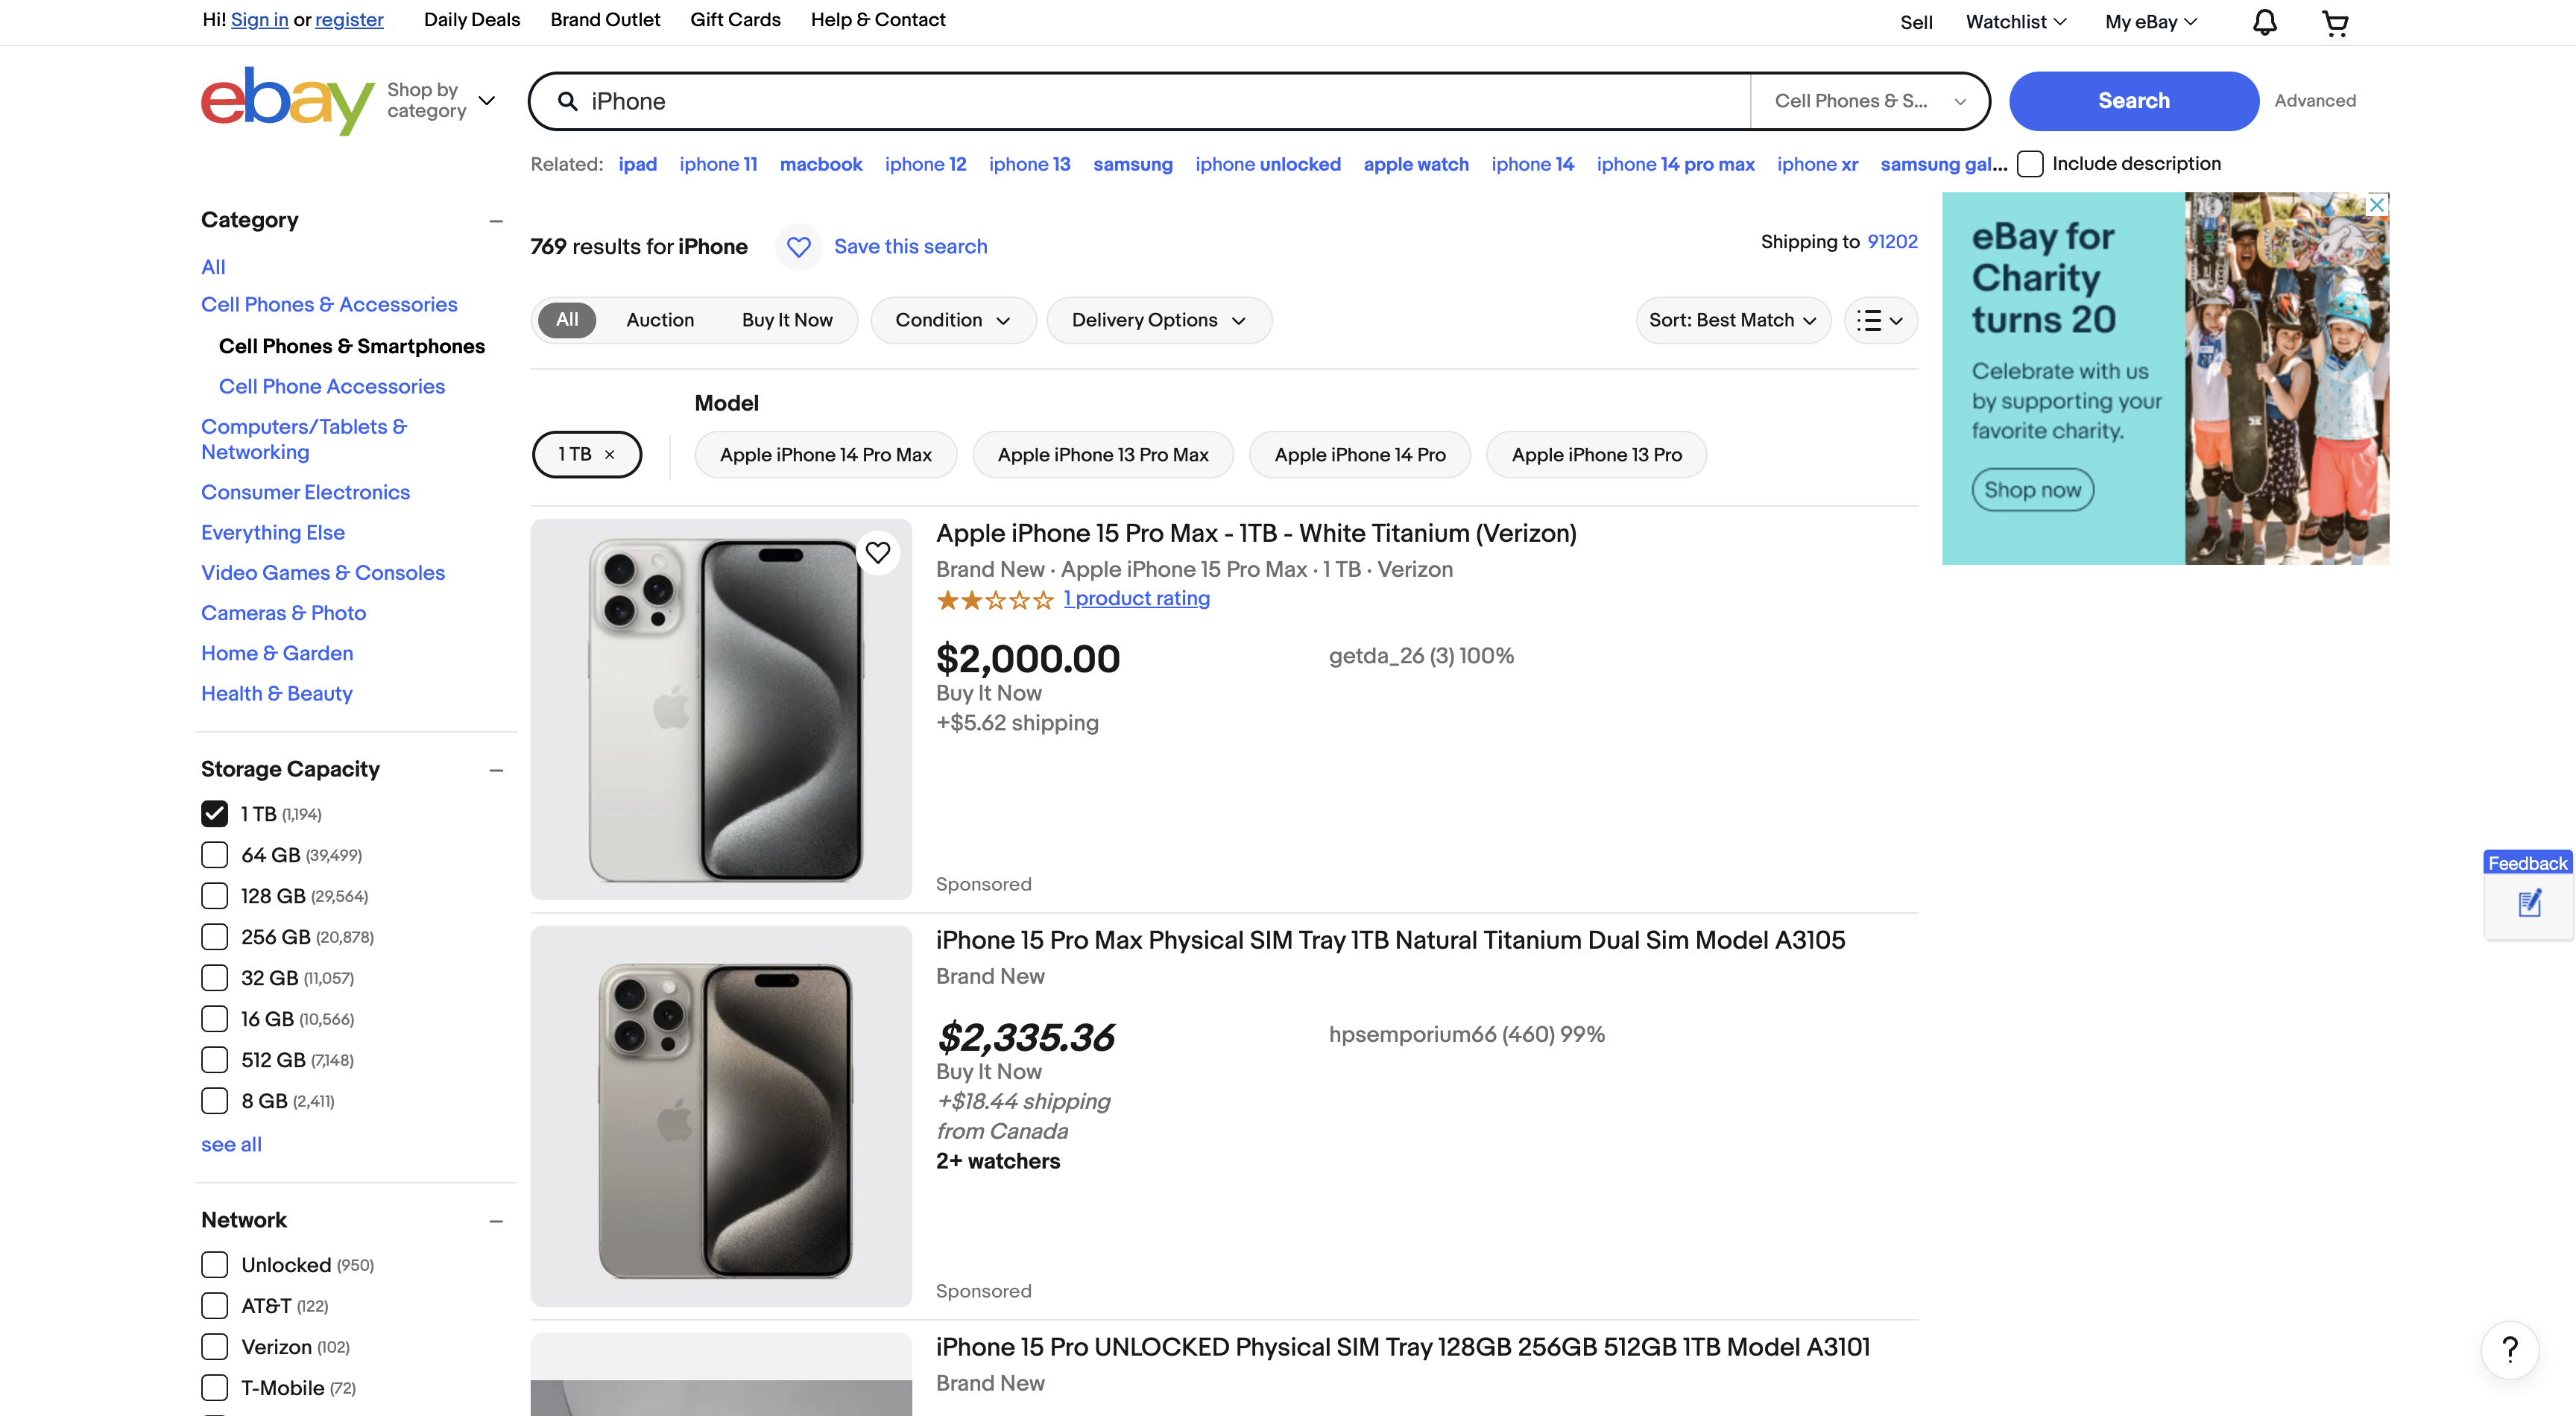 Hi! Sign in or register Daily Deals Brand Outlet Gift Cards Help & Contact Sell Watchlist My eBay
ebay Shop by category
iPhone Cell Phones & S... Search Advanced
Related: ipad iphone 11 macbook iphone 12 iphone 13 samsung iphone unlocked apple watch iphone 14 iphone 14 pro max iphone xr samsung gal... Include description
Category
All
Cell Phones & Accessories
Cell Phones & Smartphones
Cell Phone Accessories
Computers/Tablets &
Networking
Consumer Electronics
Everything Else
Video Games & Consoles
Cameras & Photo
Home & Garden
Health & Beauty
Storage Capacity
1 TB (1,194)
64 GB (39,499)
128 GB (29,564)
256 GB (20,878)
32 GB (11,057)
16 GB (10,566)
512 GB (7,148)
8 GB (2,411)
see all
Network
Unlocked (950)
AT&T (122)
Verizon (102)
T-Mobile (72)
769 results for iPhone Save this search Shipping to 91202
All Auction Buy It Now Condition Delivery Options Sort: Best Match
Model
1 TB × Apple iPhone 14 Pro Max Apple iPhone 13 Pro Max Apple iPhone 14 Pro Apple iPhone 13 Pro
Apple iPhone 15 Pro Max - 1TB - White Titanium (Verizon)
Brand New · Apple iPhone 15 Pro Max · 1 TB · Verizon
1 product rating
$2,000.00 getda_26 (3) 100%
Buy It Now
+$5.62 shipping
Sponsored
iPhone 15 Pro Max Physical SIM Tray 1TB Natural Titanium Dual Sim Model A3105
Brand New
$2,335.36 hpsemporium66 (460) 99%
Buy It Now
+$18.44 shipping
from Canada
2+ watchers
Sponsored
iPhone 15 Pro UNLOCKED Physical SIM Tray 128GB 256GB 512GB 1TB Model A3101
Brand New
eBay for
Charity
turns 20
Celebrate with us
by supporting your
favorite charity.
Shop now
Feedback
?